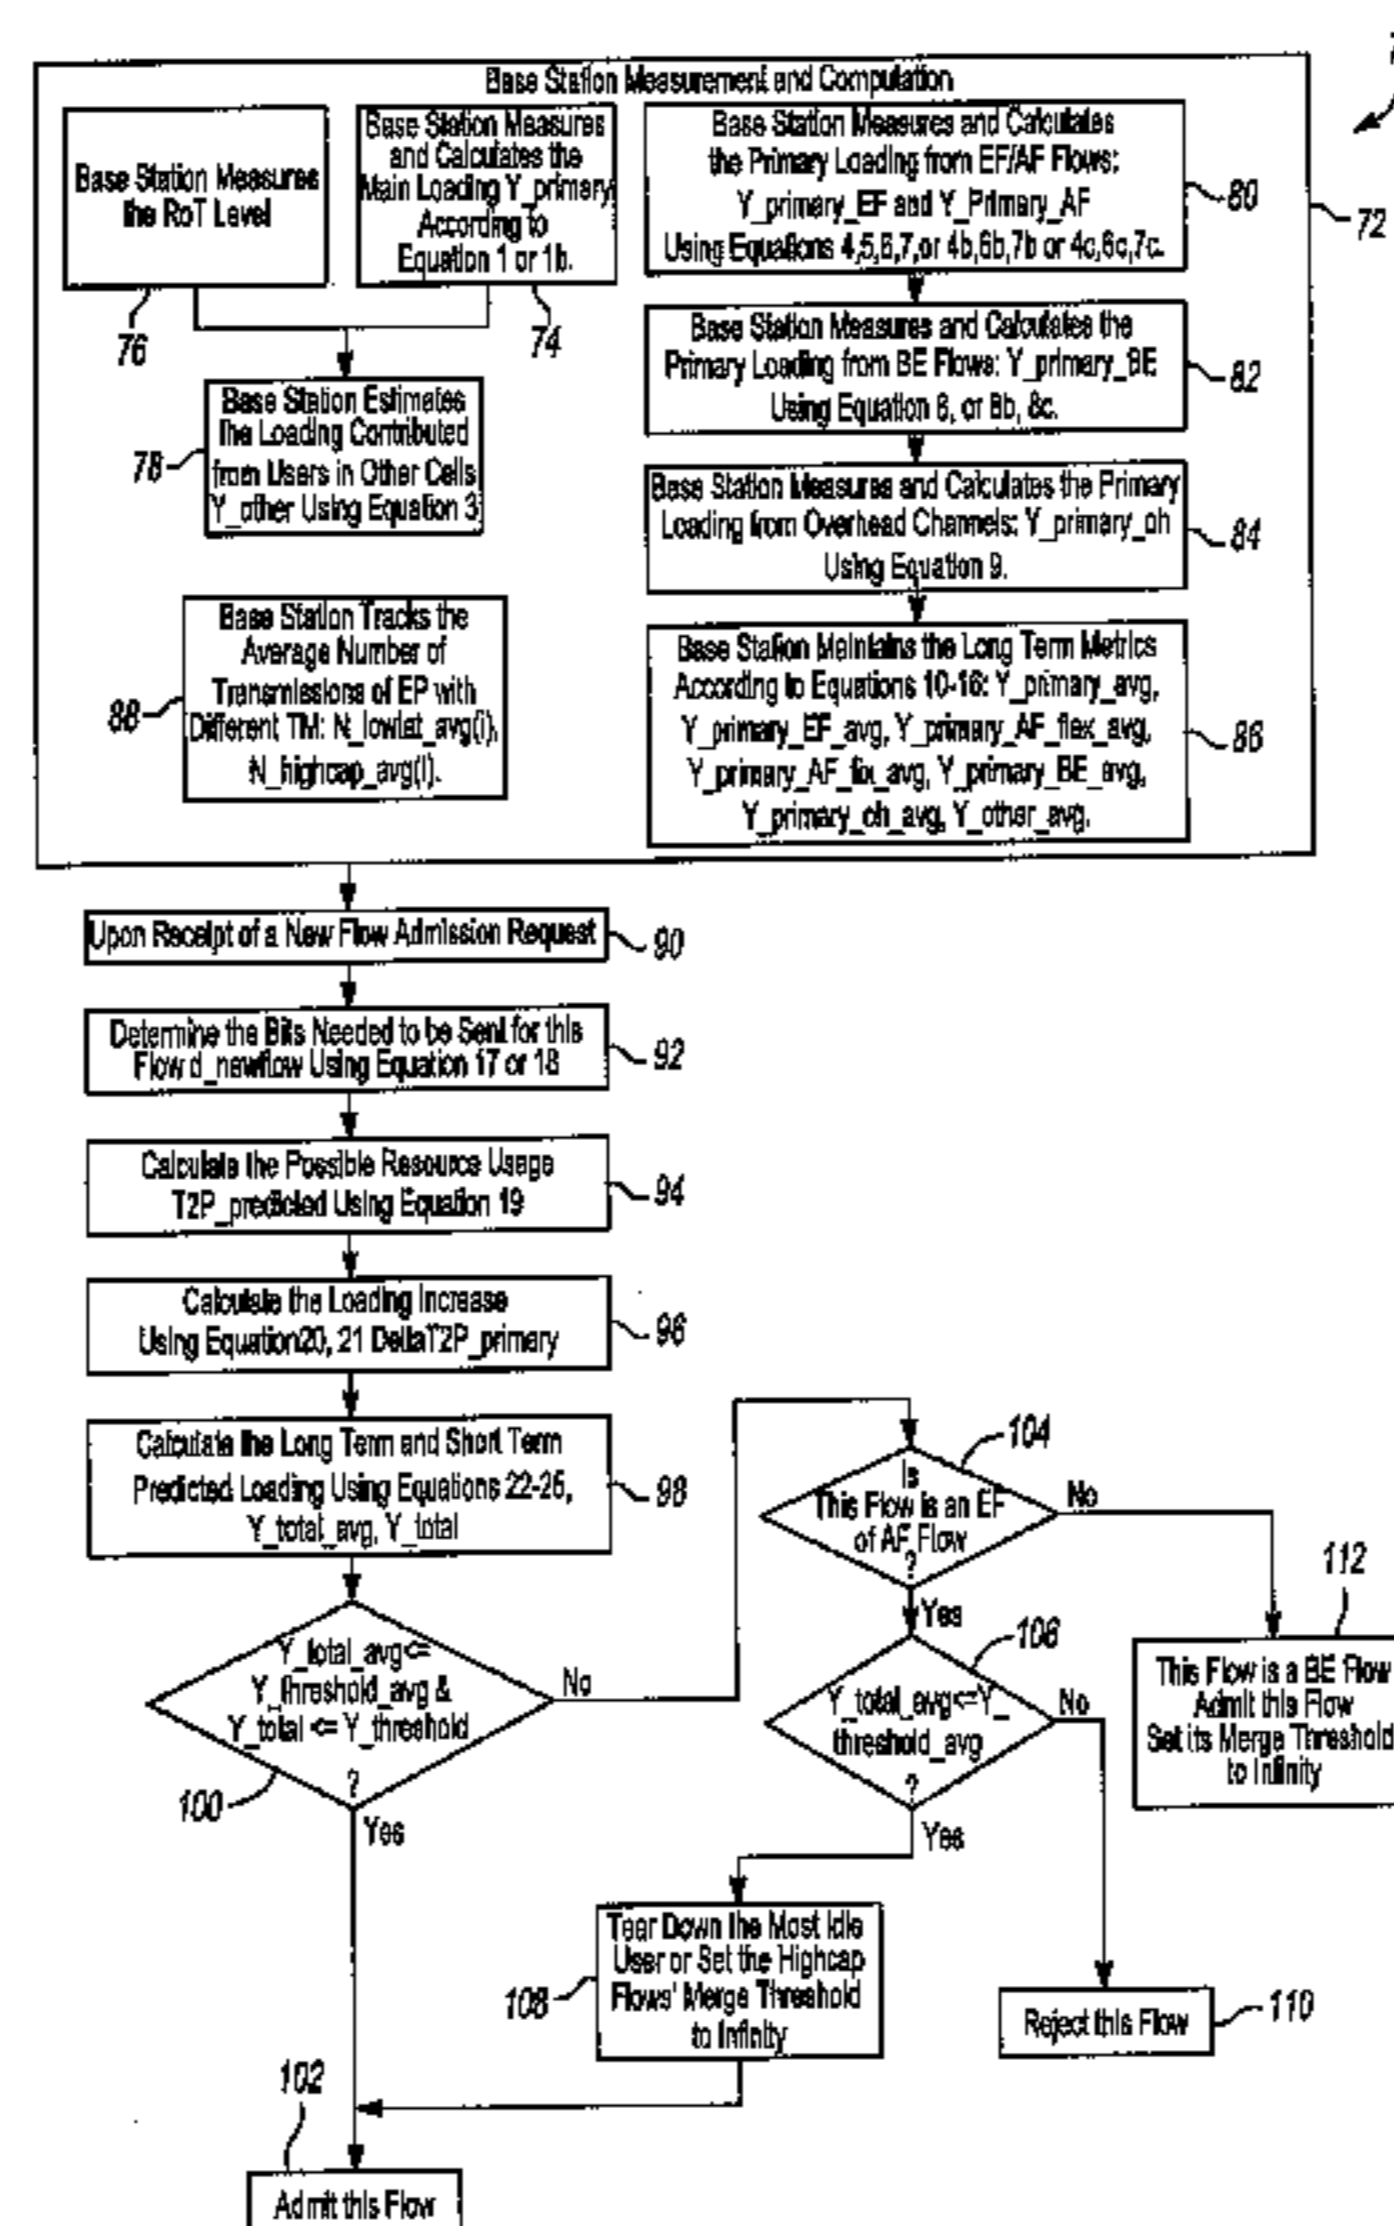 Base Station Measurement and Computation
Base Station Measures
the RoT Level
76
Base Station Measures
and Calculates the
Main Loading Y_primary
According to
Equation 1 or 1b.
74
Base Station Measures and Calculates
the Primary Loading from EF/AF Flows:
Y_primary_EF and Y_Primary_AF
Using Equations 4,5,6,7,or 4b,6b,7b or 4c,6c,7c.
80
72
Base Station Estimates
the Loading Contributed
from Users in Other Cells
Y_other Using Equation 3
78
Base Station Measures and Calculates the
Primary Loading from BE Flows: Y_primary_BE
Using Equation 8, or 8b, 8c.
82
Base Station Measures and Calculates the Primary
Loading from Overhead Channels: Y_primary_oh
Using Equation 9.
84
Base Station Tracks the
Average Number of
Transmissions of EP with
Different TM: N_lowlat_avg(i),
N_highcap_avg(i).
88
Base Station Maintains the Long Term Metrics
According to Equations 10-16: Y_primary_avg,
Y_primary_EF_avg, Y_primary_AF_flex_avg,
Y_primary_AF_fix_avg, Y_primary_BE_avg,
Y_primary_oh_avg, Y_other_avg.
86
Upon Receipt of a New Flow Admission Request
90
Determine the Bits Needed to be Sent for this
Flow d_newflow Using Equation 17 or 18
92
Calculate the Possible Resource Usage
T2P_predicted Using Equation 19
94
Calculate the Loading Increase
Using Equation20, 21 DeltaT2P_primary
96
Calculate the Long Term and Short Term
Predicted Loading Using Equations 22-25,
Y_total_avg, Y_total
98
Y_total_avg<=
Y_threshold_avg &
Y_total <= Y_threshold
?
100
No
Yes
Is
This Flow is an EF
of AF Flow
?
104
No
Yes
Y_total_avg<=Y_
threshold_avg
?
106
No
Yes
112
This Flow is a BE flow
Admit this Flow
Set its Merge Threshold
to Infinity
Tear Down the Most Idle
User or Set the Highcap
Flows' Merge Threshold
to Infinity
108
Reject this Flow
110
102
Admit this Flow